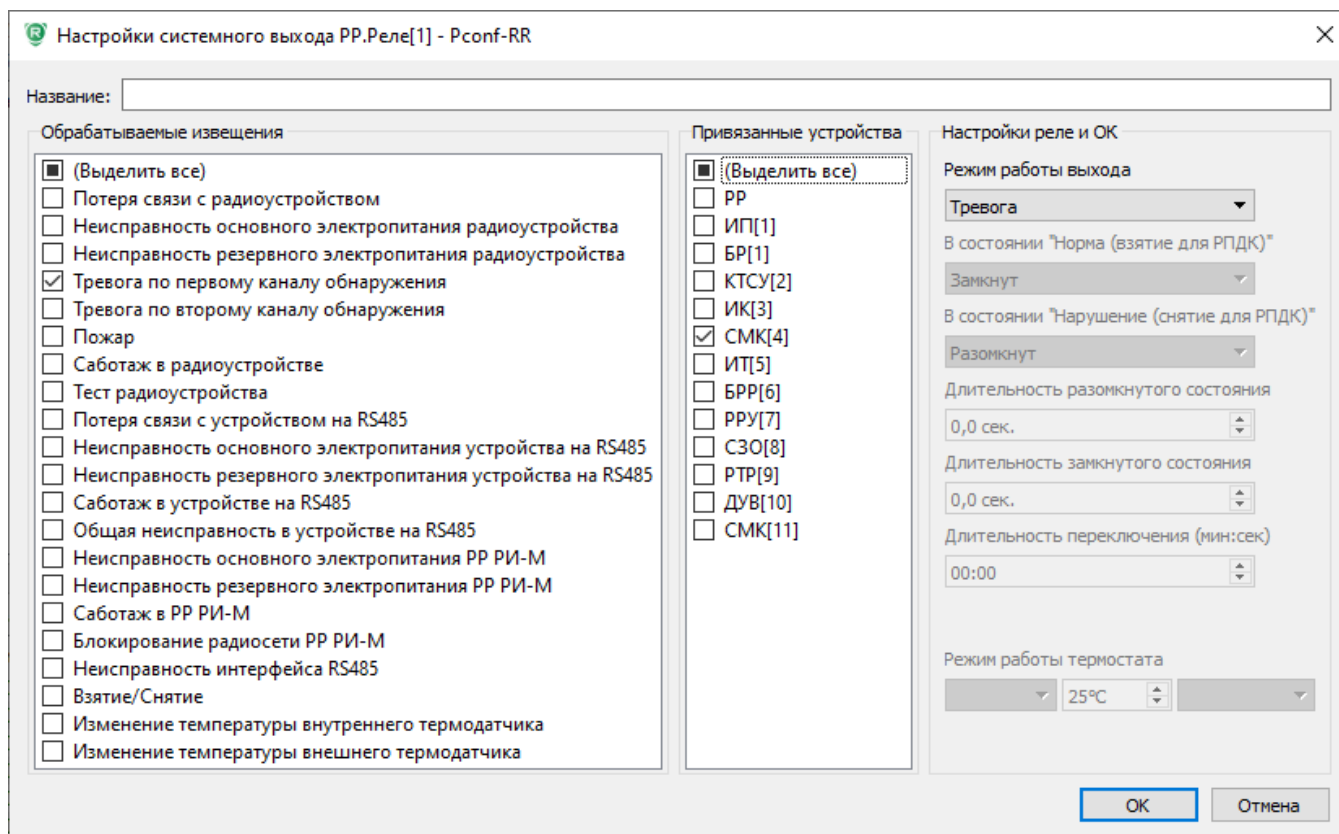 Настройки системного выхода РР.Реле[1] - Pconf-RR
Название:
Обрабатываемые извещения
(Выделить все)
Потеря связи с радиоустройством
Неисправность основного электропитания радиоустройства
Неисправность резервного электропитания радиоустройства
Тревога по первому каналу обнаружения
Тревога по второму каналу обнаружения
Пожар
Саботаж в радиоустройстве
Тест радиоустройства
Потеря связи с устройством на RS485
Неисправность основного электропитания устройства на RS485
Неисправность резервного электропитания устройства на RS485
Саботаж в устройстве на RS485
Общая неисправность в устройстве на RS485
Неисправность основного электропитания РР РИ-М
Неисправность резервного электропитания РР РИ-М
Саботаж в РР РИ-М
Блокирование радиосети РР РИ-М
Неисправность интерфейса RS485
Взятие/Снятие
Изменение температуры внутреннего термодатчика
Изменение температуры внешнего термодатчика
Привязанные устройства
(Выделить все)
РР
ИП[1]
БР[1]
КТСУ[2]
ИК[3]
СМК[4]
ИТ[5]
БРР[6]
РРУ[7]
СЗО[8]
РТР[9]
ДУВ[10]
СМК[11]
Настройки реле и ОК
Режим работы выхода
Тревога
В состоянии "Норма (взятие для РПДК)"
Замкнут
В состоянии "Нарушение (снятие для РПДК)"
Разомкнут
Длительность разомкнутого состояния
0,0 сек.
Длительность замкнутого состояния
0,0 сек.
Длительность переключения (мин:сек)
00:00
Режим работы термостата
25°C
OK
Отмена